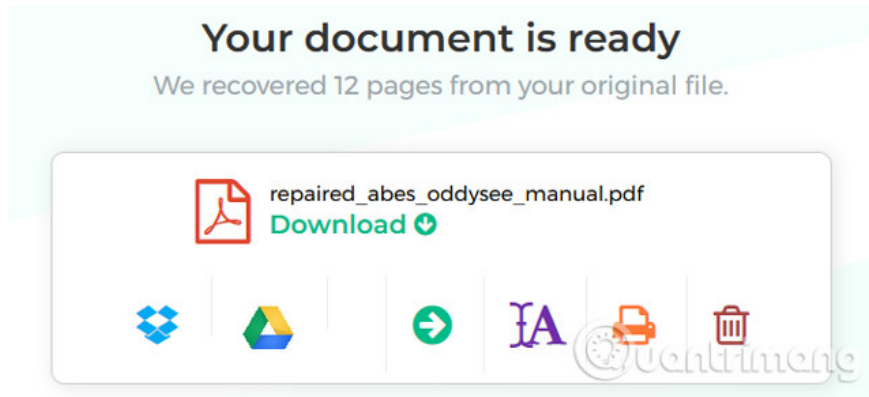 Your document is ready
We recovered 12 pages from your original file.
repaired_abes_oddysee_manual.pdf
Download
A
Quantrimang